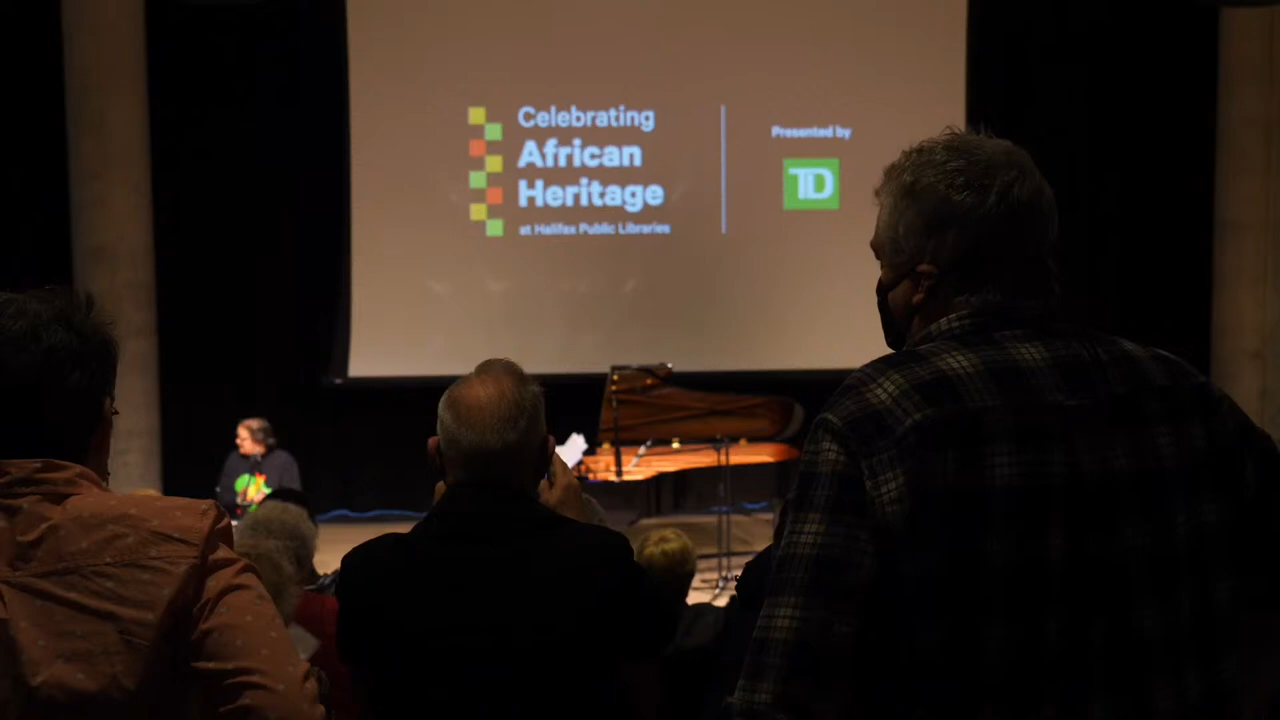 Celebrating
African
Heritage
at Halifax Public Libraries
Presented by
TD